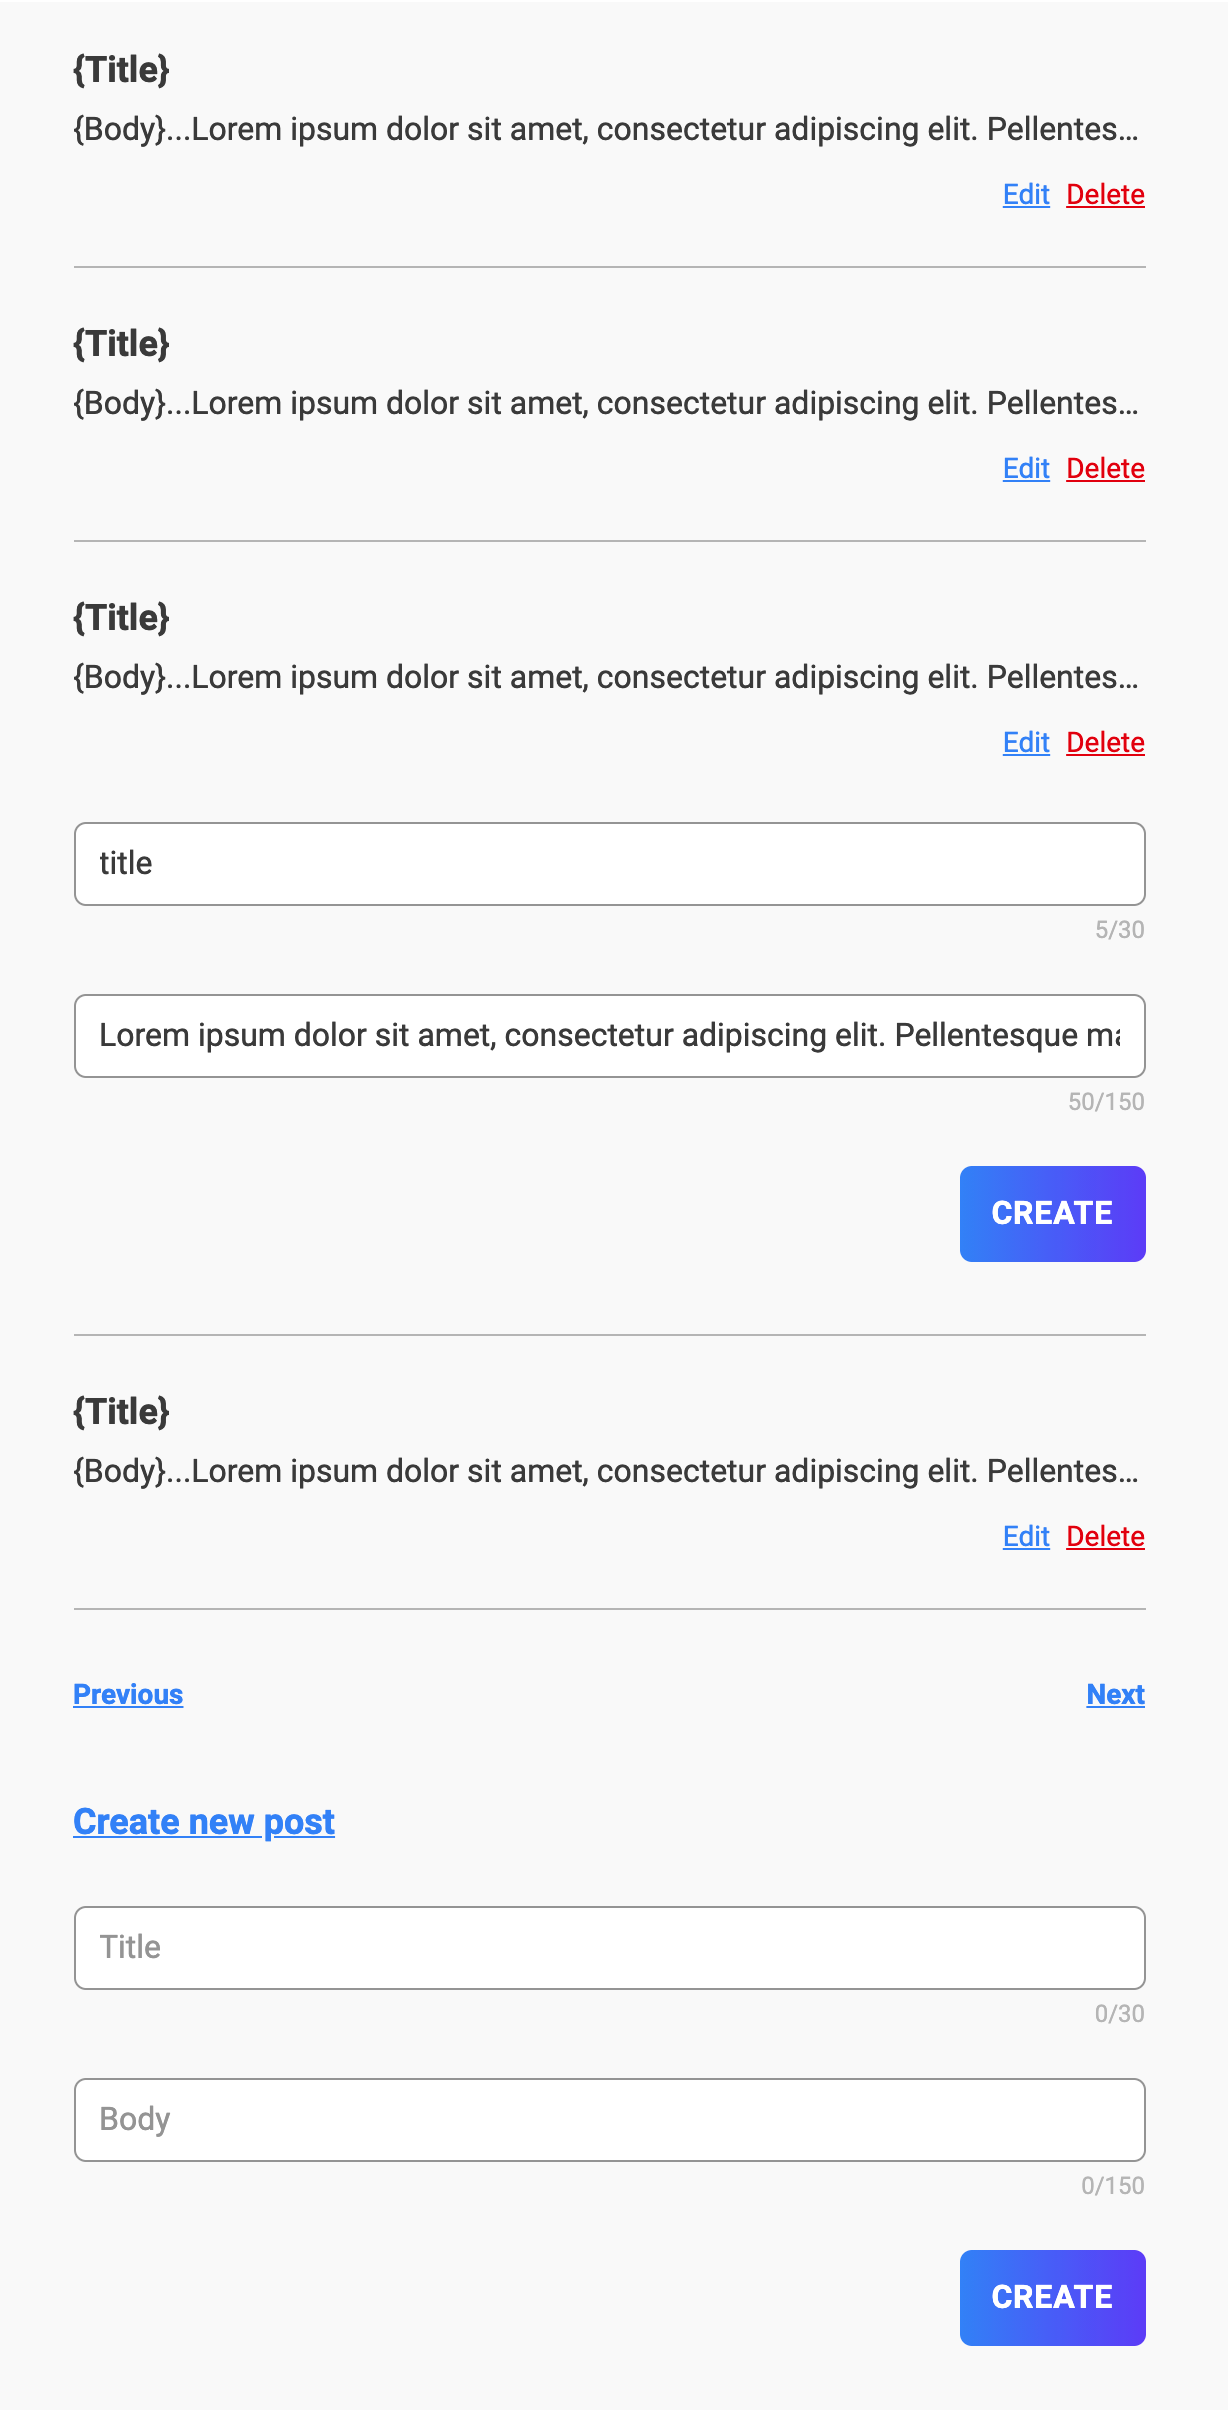 {Title}
{Body}...Lorem ipsum dolor sit amet, consectetur adipiscing elit. Pellentes...
Edit Delete
{Title}
{Body}...Lorem ipsum dolor sit amet, consectetur adipiscing elit. Pellentes...
Edit Delete
{Title}
{Body}...Lorem ipsum dolor sit amet, consectetur adipiscing elit. Pellentes...
Edit Delete
title
5/30
Lorem ipsum dolor sit amet, consectetur adipiscing elit. Pellentesque ma
50/150
CREATE
{Title}
{Body}...Lorem ipsum dolor sit amet, consectetur adipiscing elit. Pellentes...
Edit Delete
Previous Next
Create new post
Title
0/30
Body
0/150
CREATE